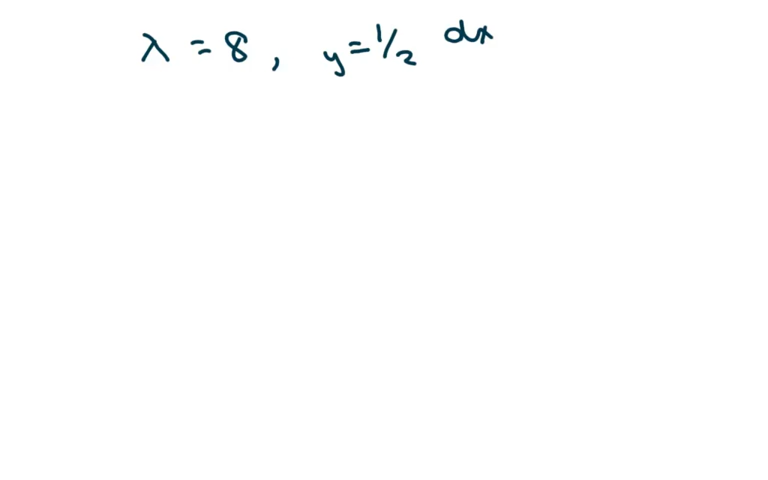 λ = 8, y = 1/2 dx